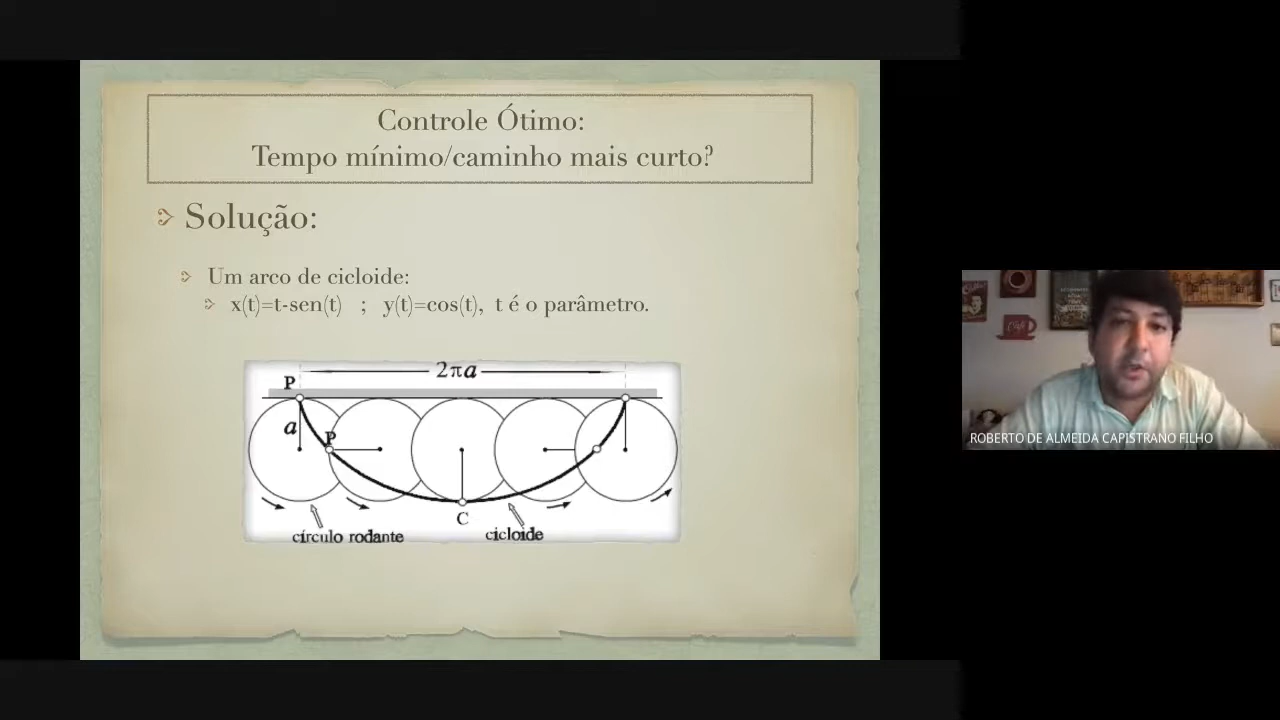 Controle Ótimo:
Tempo mínimo/caminho mais curto?
Solução:
Um arco de cicloide:
x(t)=t-sen(t) ; y(t)=cos(t), t é o parâmetro.
2πa
P
a
P
C
círculo rodante
cicloide
Café
ROBERTO DE ALMEIDA CAPISTRANO FILHO